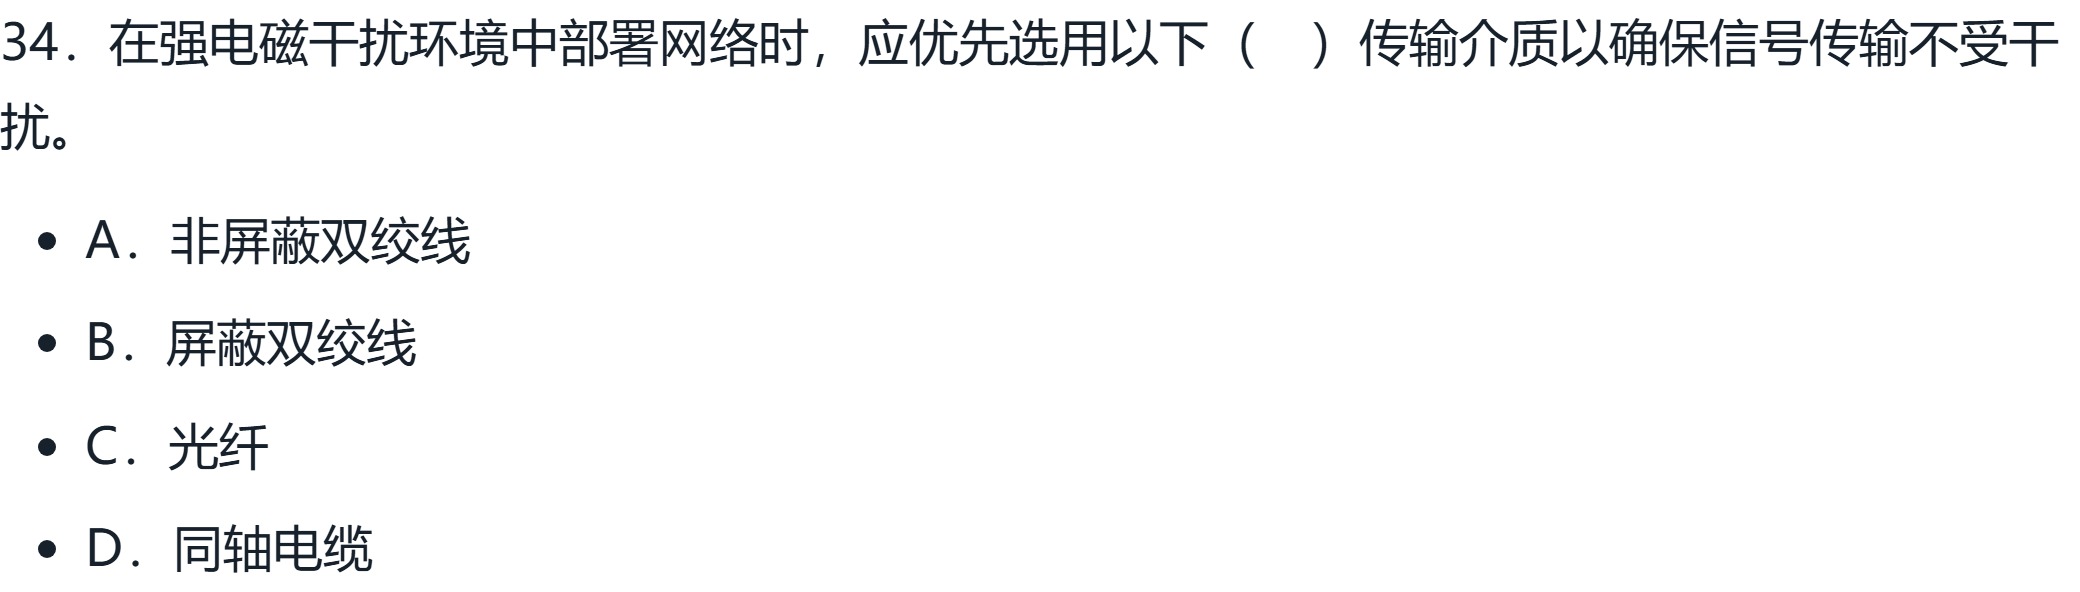 34．在强电磁干扰环境中部署网络时，应优先选用以下（　）传输介质以确保信号传输不受干
扰。
• A．非屏蔽双绞线
• B．屏蔽双绞线
• C．光纤
• D．同轴电缆